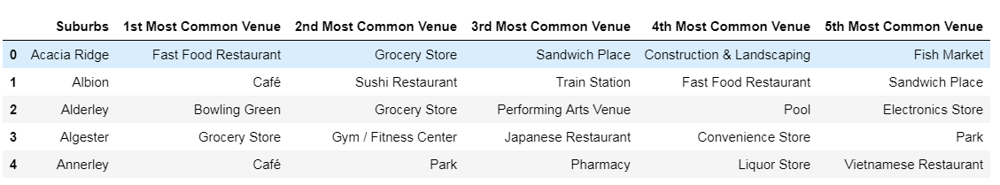 Suburbs 1st Most Common Venue 2nd Most Common Venue 3rd Most Common Venue 4th Most Common Venue 5th Most Common Venue
0 Acacia Ridge Fast Food Restaurant Grocery Store Sandwich Place Construction & Landscaping Fish Market
1 Albion Café Sushi Restaurant Train Station Fast Food Restaurant Sandwich Place
2 Alderley Bowling Green Grocery Store Performing Arts Venue Pool Electronics Store
3 Algester Grocery Store Gym / Fitness Center Japanese Restaurant Convenience Store Park
4 Annerley Café Park Pharmacy Liquor Store Vietnamese Restaurant